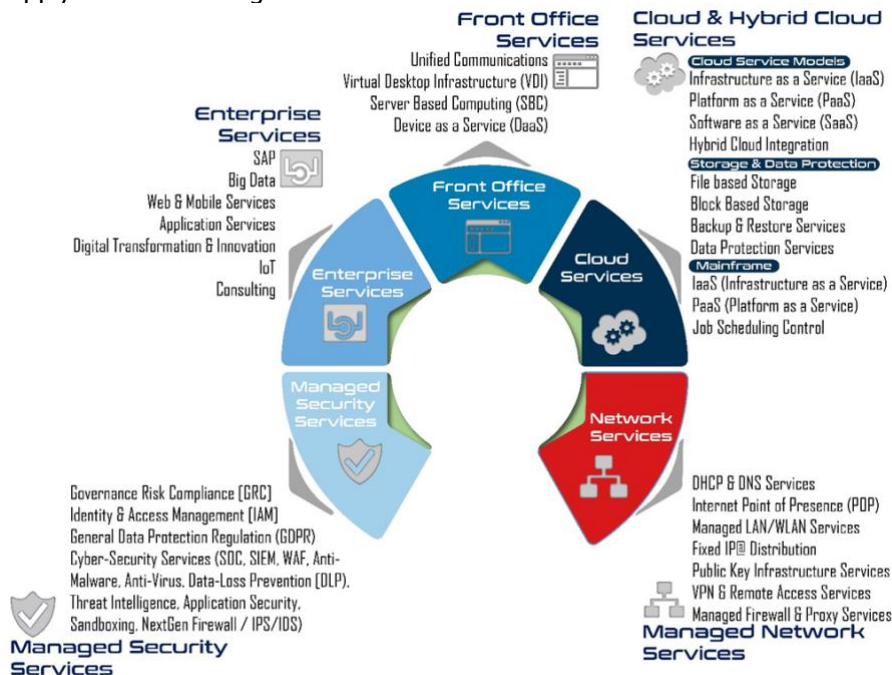 Front Office
Services
Unified Communications
Virtual Desktop Infrastructure (VDI)
Server Based Computing (SBC)
Device as a Service (DaaS)
Cloud & Hybrid Cloud
Services
Cloud Service Models
Infrastructure as a Service (IaaS)
Platform as a Service (PaaS)
Software as a Service (SaaS)
Hybrid Cloud Integration
Storage & Data Protection
File based Storage
Block Based Storage
Backup & Restore Services
Data Protection Services
Mainframe
IaaS (Infrastructure as a Service)
PaaS (Platform as a Service)
Job Scheduling Control
Enterprise
Services
SAP
Big Data
Web & Mobile Services
Application Services
Digital Transformation & Innovation
IoT
Consulting
Front Office
Services
Enterprise
Services
Cloud
Services
Managed
Security
Services
Network
Services
Governance Risk Compliance [GRC]
Identity & Access Management [IAM]
General Data Protection Regulation (GDPR)
Cyber-Security Services (SOC, SIEM, WAF, Anti-
Malware, Anti-Virus, Data-Loss Prevention [DLP),
Threat Intelligence, Application Security,
Sandboxing, NextGen Firewall / IPS/IDS)
Managed Security
Services
DHCP & DNS Services
Internet Point of Presence (POP)
Managed LAN/WLAN Services
Fixed IP Distribution
Public Key Infrastructure Services
VPN & Remote Access Services
Managed Firewall & Proxy Services
Managed Network
Services